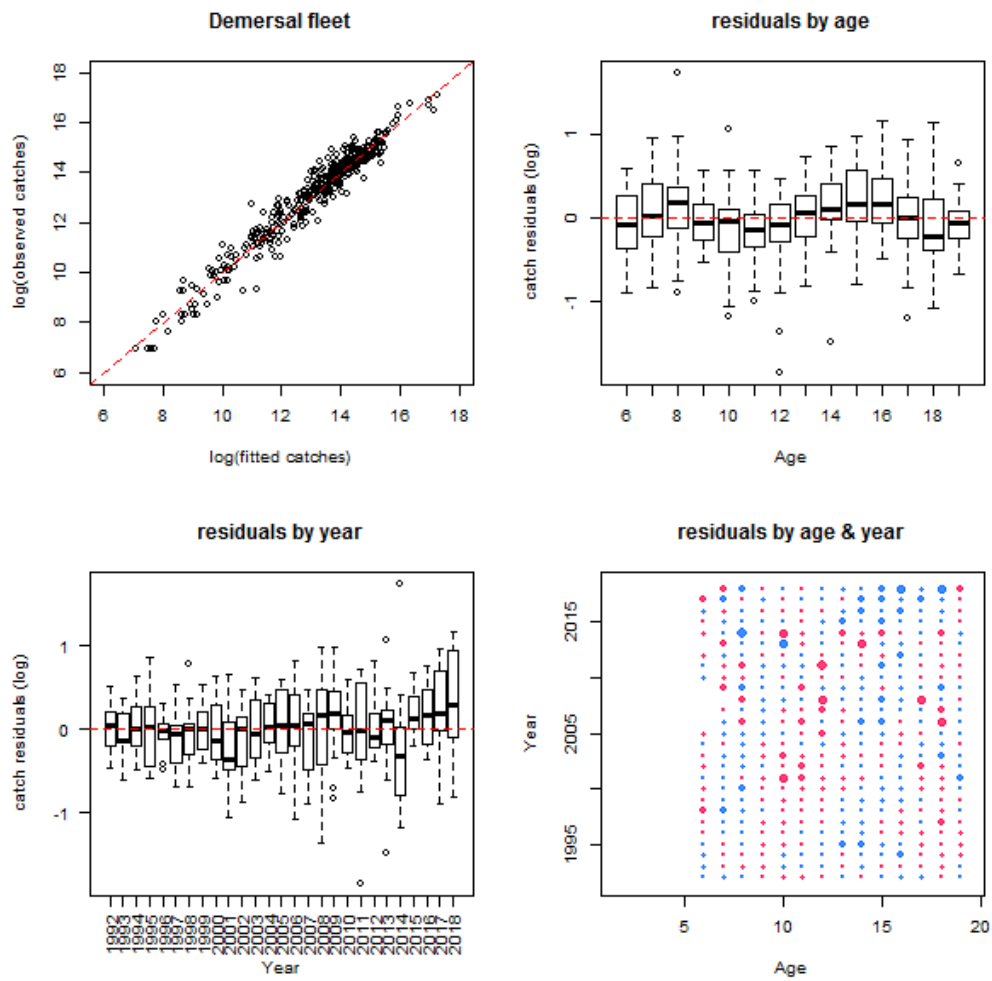 Demersal fleet
log(observed catches)
18
16
14
12
10
8
6
6 8 10 12 14 16 18
log(fitted catches)
residuals by age
catch residuals (log)
1
0
-1
6 8 10 12 14 16 18
Age
residuals by year
catch residuals (log)
1
0
-1
1992 1993 1994 1995 1996 1997 1998 1999 2000 2001 2002 2003 2004 2005 2006 2007 2008 2009 2010 2011 2012 2013 2014 2015 2016 2017 2018
Year
residuals by age & year
Year
2015
2005
1995
5 10 15 20
Age